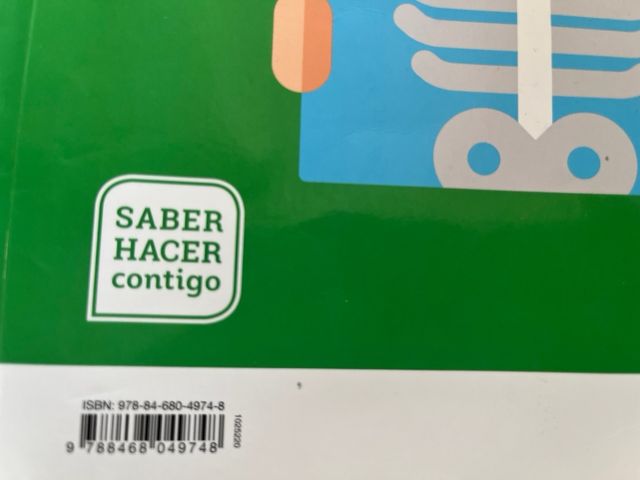 SABER
HACER
contigo
ISBN: 978-84-680-4974-8
1025220
9 788468 049748